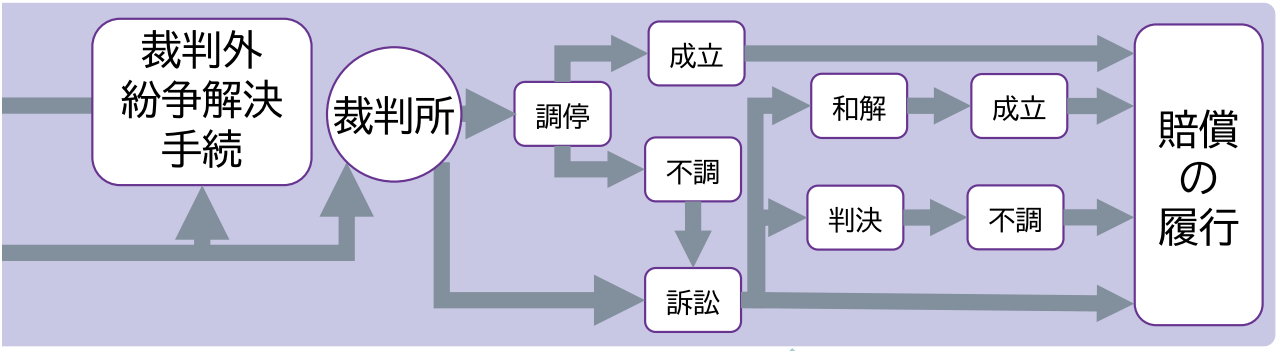 裁判外
紛争解決
手続
裁判所
調停
成立
不調
訴訟
和解
成立
判決
不調
賠償
の
履行